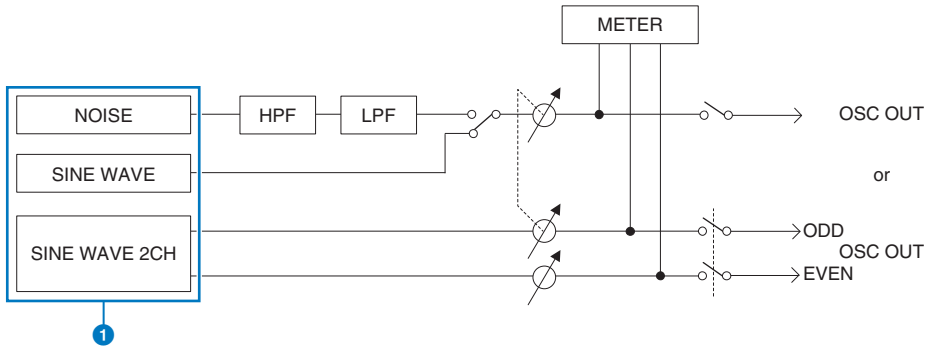 METER
NOISE
HPF
LPF
OSC OUT
SINE WAVE
or
SINE WAVE 2CH
ODD
OSC OUT
EVEN
1